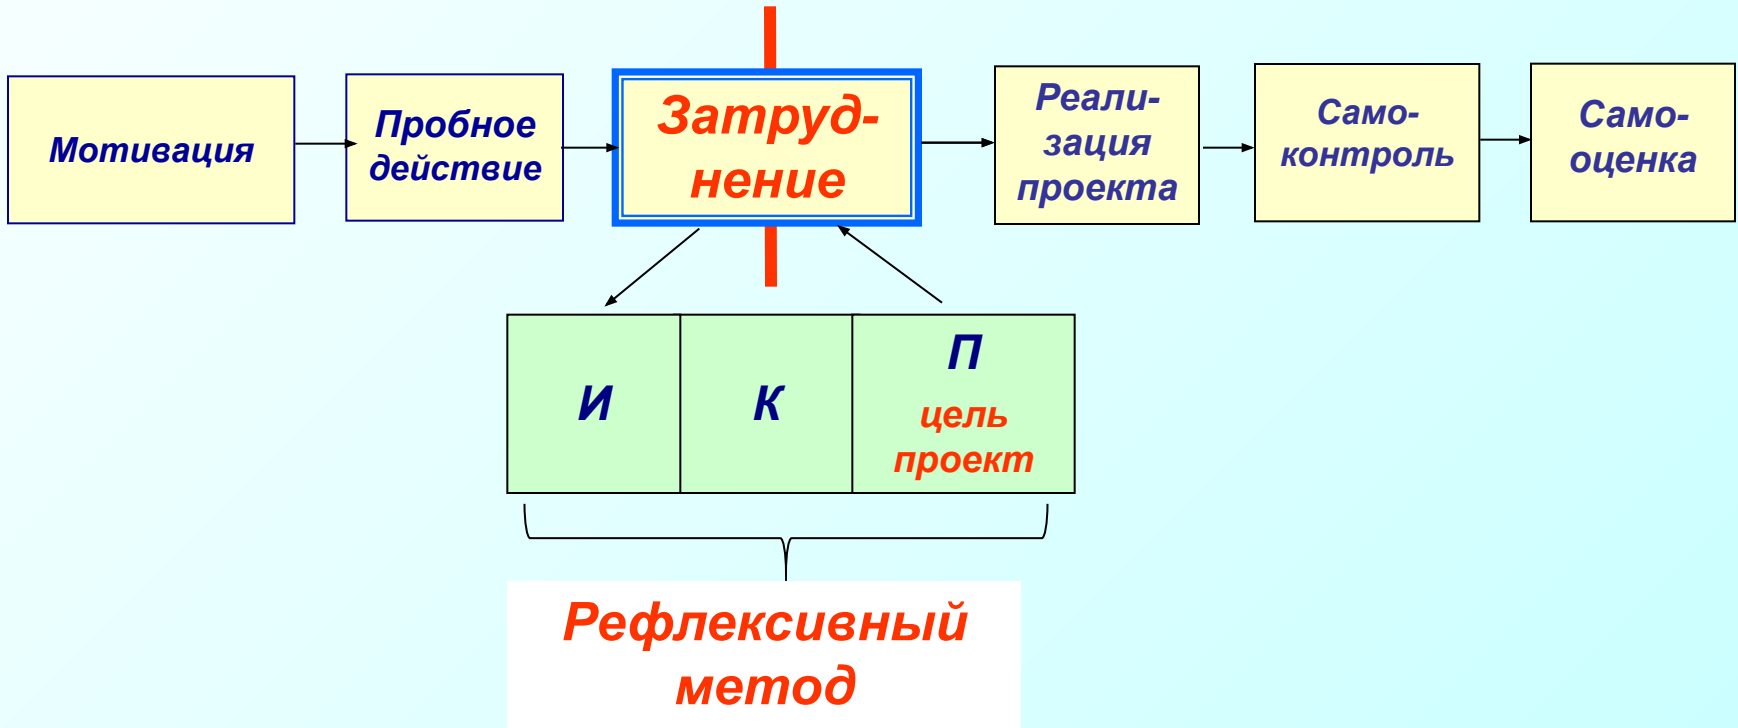 Мотивация
Пробное
действие
Затруд-
нение
Реали-
зация
проекта
Само-
контроль
Само-
оценка
И
К
П
цель
проект
Рефлексивный
метод